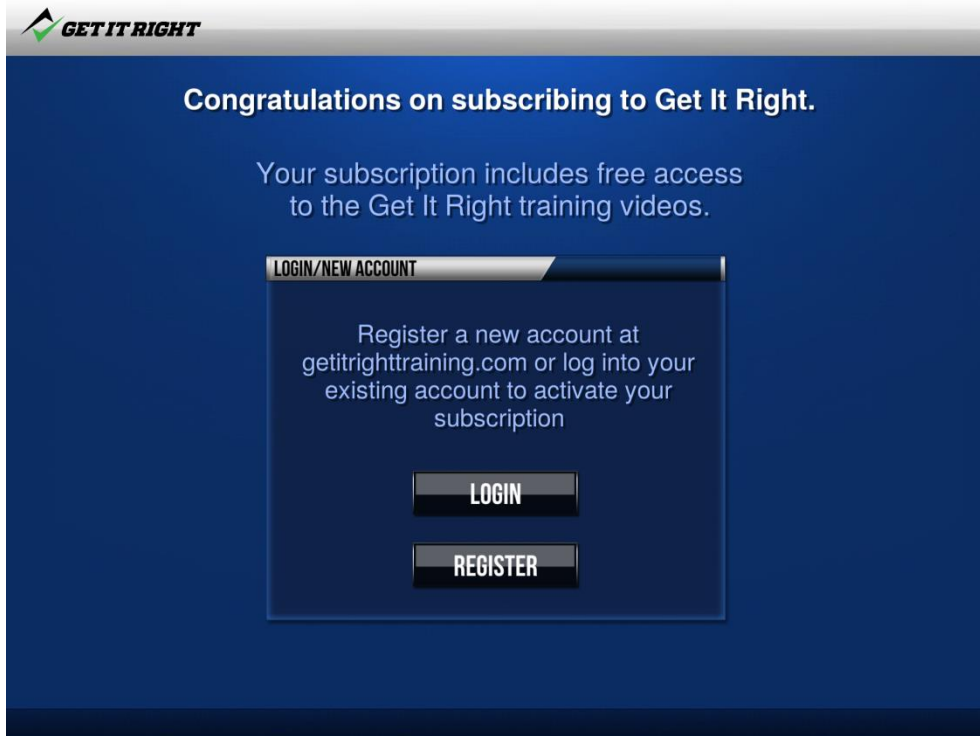 GET IT RIGHT
Congratulations on subscribing to Get It Right.
Your subscription includes free access
to the Get It Right training videos.
LOGIN/NEW ACCOUNT
Register a new account at
getitrighttraining.com or log into your
existing account to activate your
subscription
LOGIN
REGISTER